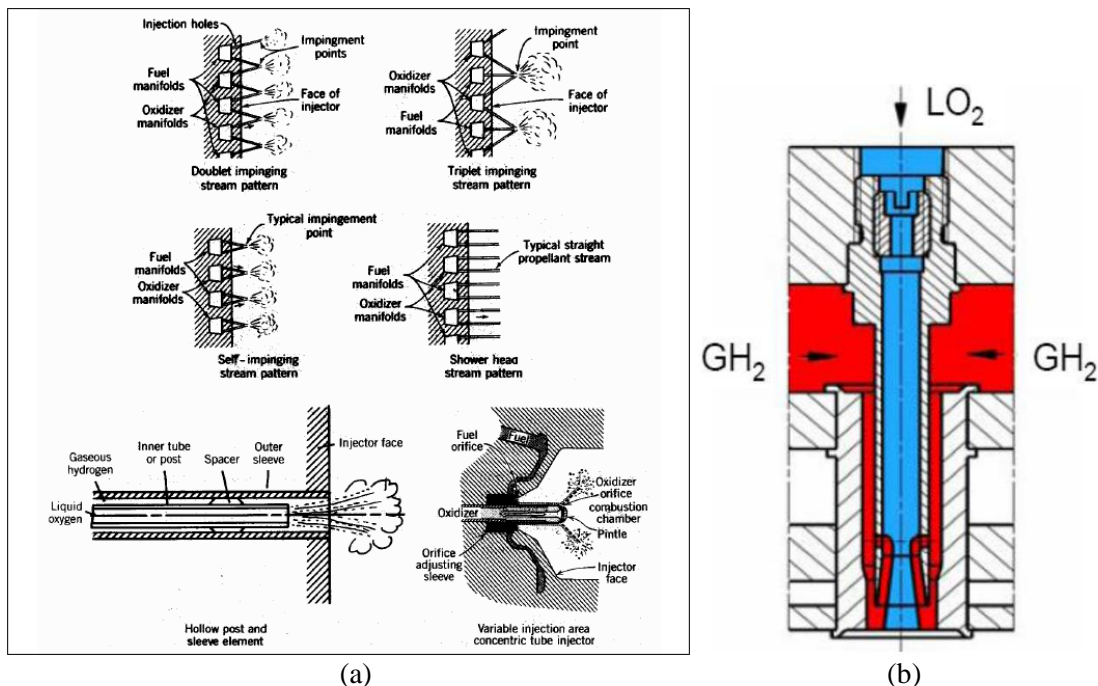 Injection holes
Impingment
points
Fuel
manifolds
Oxidizer
manifolds
Face of
injector
Doublet impinging
stream pattern
Impingment
point
Oxidizer
manifolds
Fuel
manifolds
Face of
injector
Triplet impinging
stream pattern
Typical impingement
point
Fuel
manifolds
Oxidizer
manifolds
Self-impinging
stream pattern
Typical straight
propellant stream
Fuel
manifolds
Oxidizer
manifolds
Shower head
stream pattern
Gaseous
hydrogen
Inner tube
or post
Spacer
Outer
sleeve
Injector face
Liquid
oxygen
Hollow post and
sleeve element
Fuel
orifice
Fuel
Oxidizer
Oxidizer
orifice
combustion
chamber
Pintle
Orifice
adjusting
sleeve
Injector
face
Variable injection area
concentric tube injector
(a)
LO2
GH2
GH2
(b)